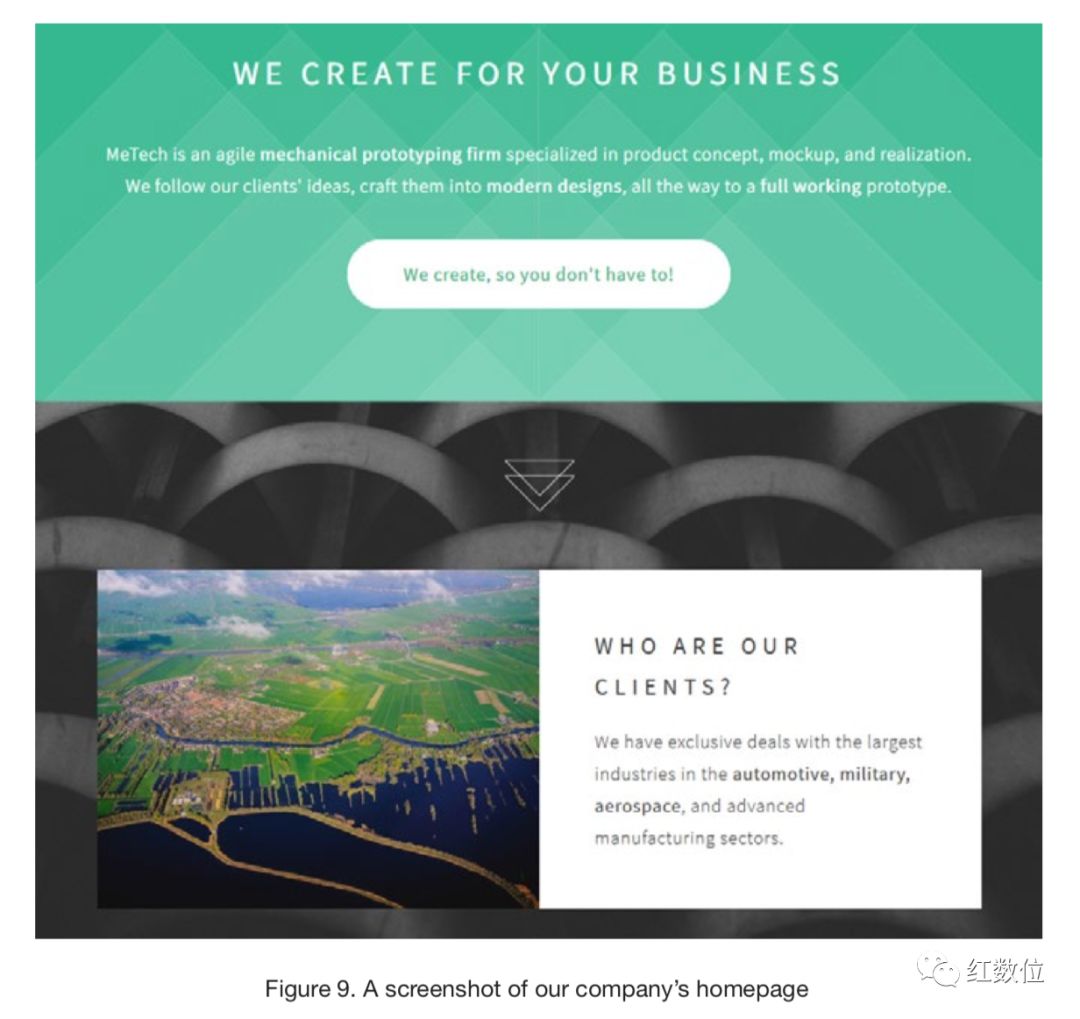 WE CREATE FOR YOUR BUSINESS
MeTech is an agile mechanical prototyping firm specialized in product concept, mockup, and realization.
We follow our clients' ideas, craft them into modern designs, all the way to a full working prototype.
We create, so you don't have to!
WHO ARE OUR
CLIENTS?
We have exclusive deals with the largest
industries in the automotive, military,
aerospace, and advanced
manufacturing sectors.
红数位
Figure 9. A screenshot of our company's homepage